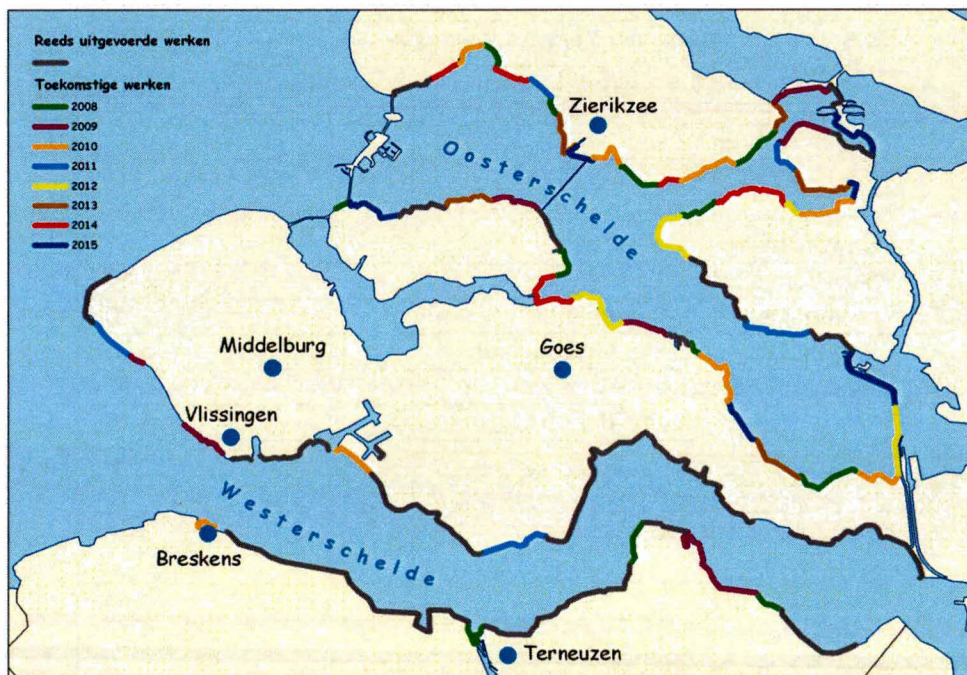 Reeds uitgevoerde werken
Toekomstige werken
2008
2009
2010
2011
2012
2013
2014
2015
Zierikzee
Oosterschelde
Middelburg
Goes
Vlissingen
Westerschelde
Breskens
Terneuzen